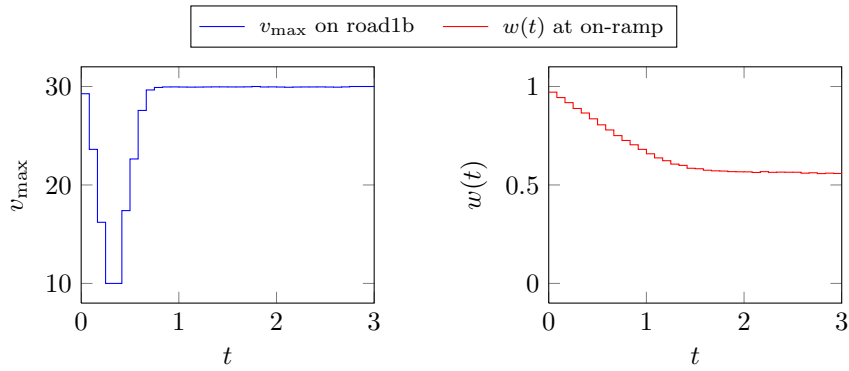 v_max on road1b w(t) at on-ramp
30
20
10
v_max
0 1 2 3
t
1
0.5
0
w(t)
0 1 2 3
t